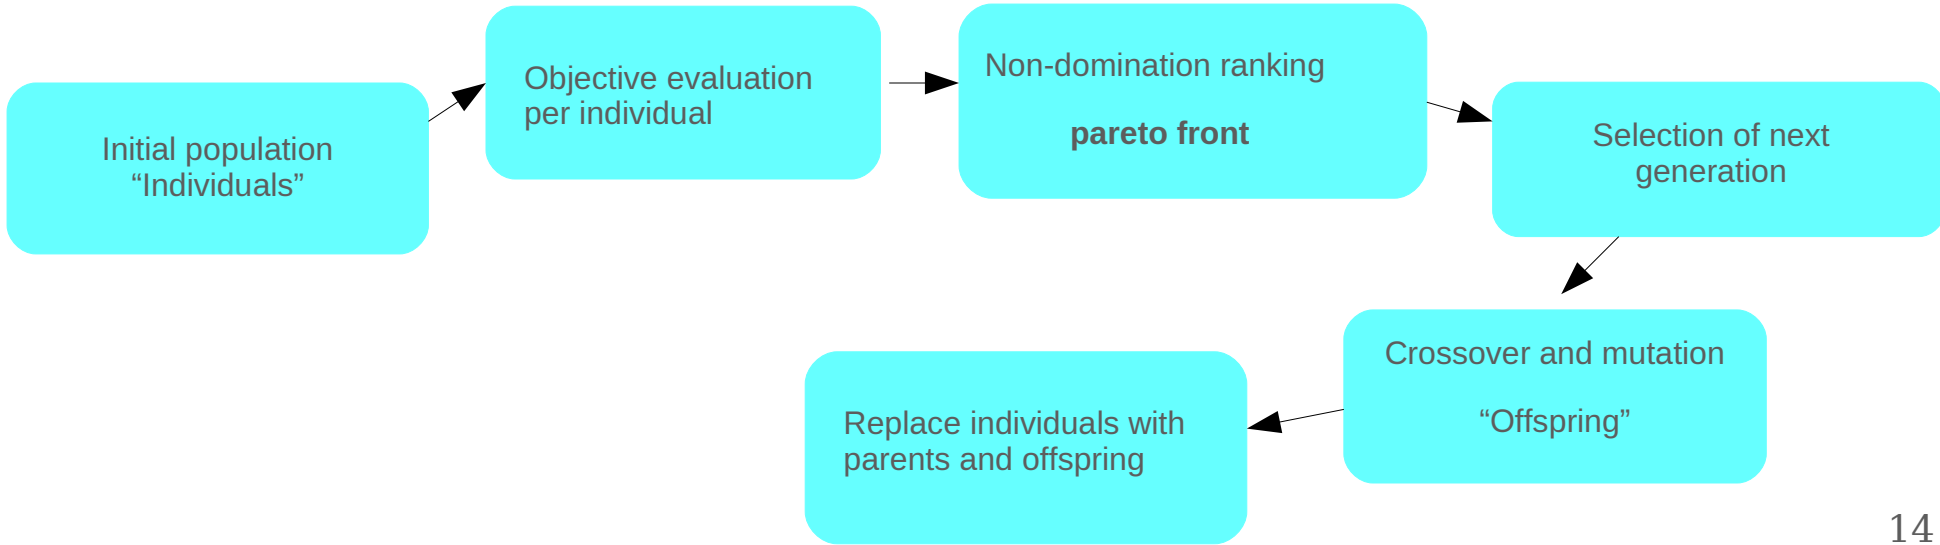 Initial population
“Individuals”
Objective evaluation
per individual
Non-domination ranking
pareto front
Selection of next
generation
Crossover and mutation
“Offspring”
Replace individuals with
parents and offspring
14